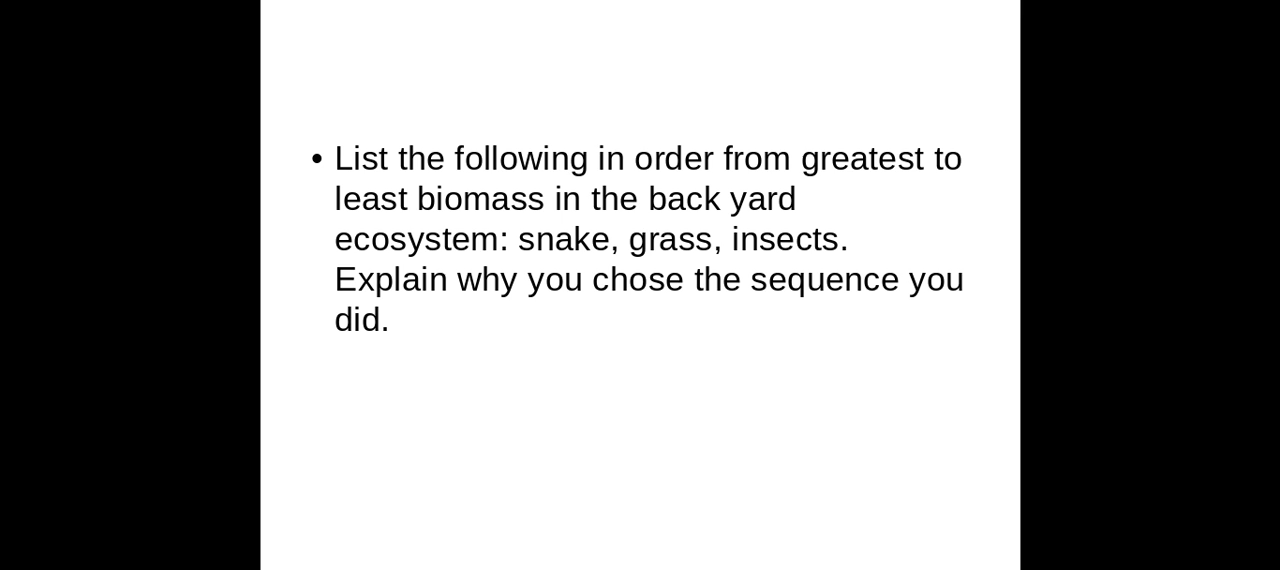 • List the following in order from greatest to
least biomass in the back yard
ecosystem: snake, grass, insects.
Explain why you chose the sequence you
did.